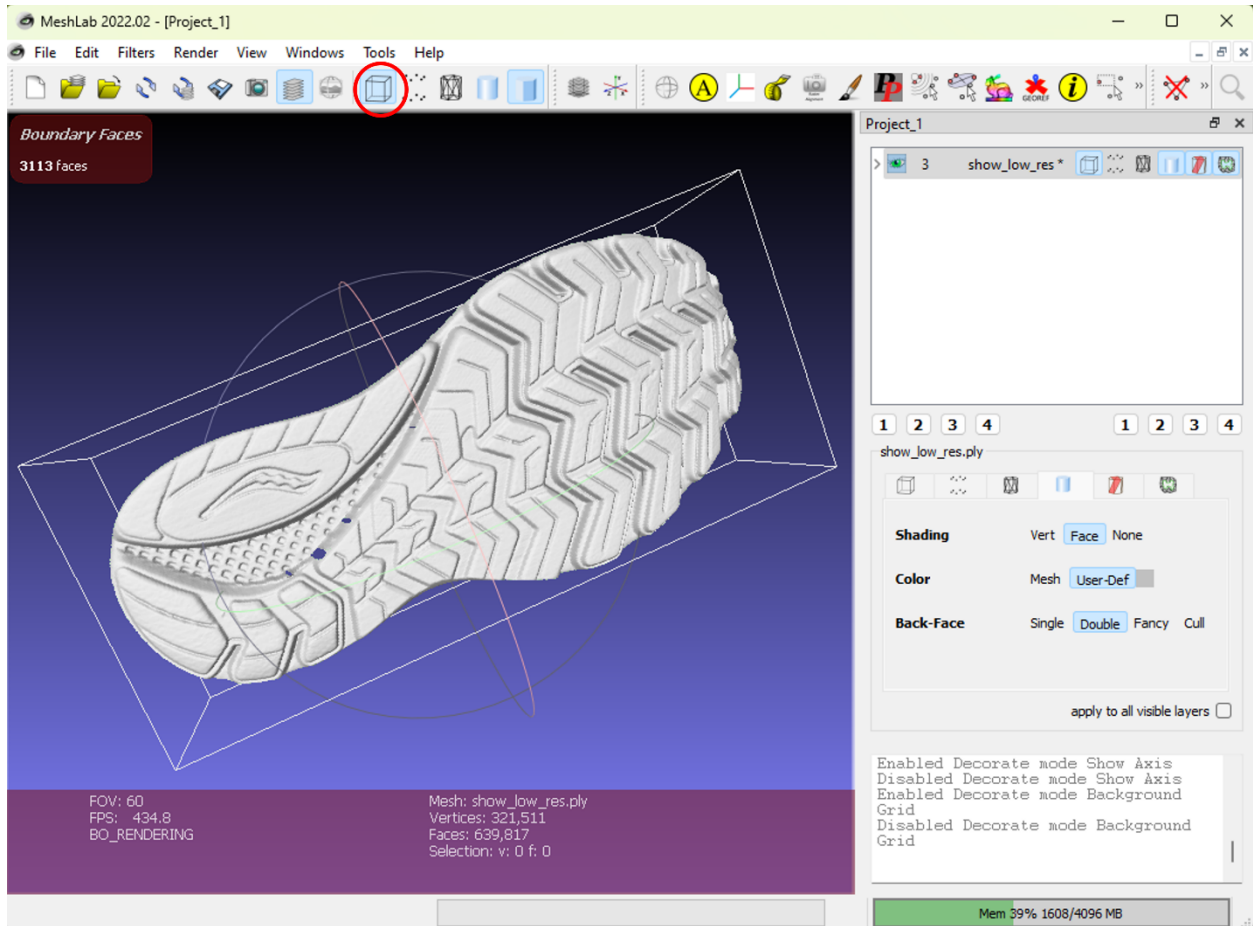 MeshLab 2022.02 - [Project_1]
File Edit Filters Render View Windows Tools Help
A PP GEOREF i » »
Boundary Faces
3113 faces
Project_1
3 show_low_res *
1 2 3 4 1 2 3 4
show_low_res.ply
Shading Vert Face None
Color Mesh User-Def
Back-Face Single Double Fancy Cull
apply to all visible layers
Enabled Decorate mode Show Axis
Disabled Decorate mode Show Axis
Enabled Decorate mode Background
Grid
Disabled Decorate mode Background
Grid
FOV: 60
FPS: 434.8
BO_RENDERING
Mesh: show_low_res.ply
Vertices: 321,511
Faces: 639,817
Selection: v: 0 f: 0
Mem 39% 1608/4096 MB